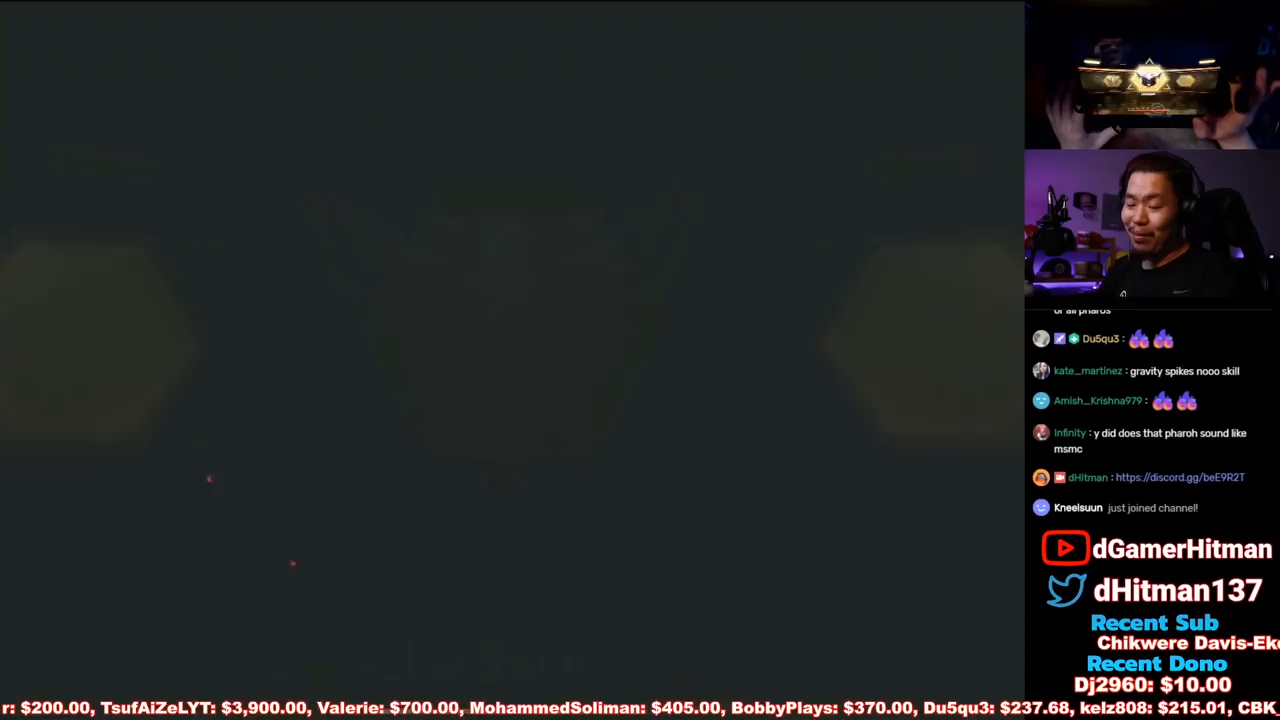 or all pharos
Du5qu3 :
kate_martinez : gravity spikes nooo skill
Amish_Krishna979 :
Infinity : y did does that pharoh sound like
msmc
dHitman : https://discord.gg/beE9R2T
Kneelsuun just joined channel!
dGamerHitman
dHitman137
Recent Sub
Chikwere Davis-Eke
Recent Dono
Dj2960: $10.00
r: $200.00, TsufAiZeLYT: $3,900.00, Valerie: $700.00, MohammedSoliman: $405.00, BobbyPlays: $370.00, Du5qu3: $237.68, kelz808: $215.01, CBK_